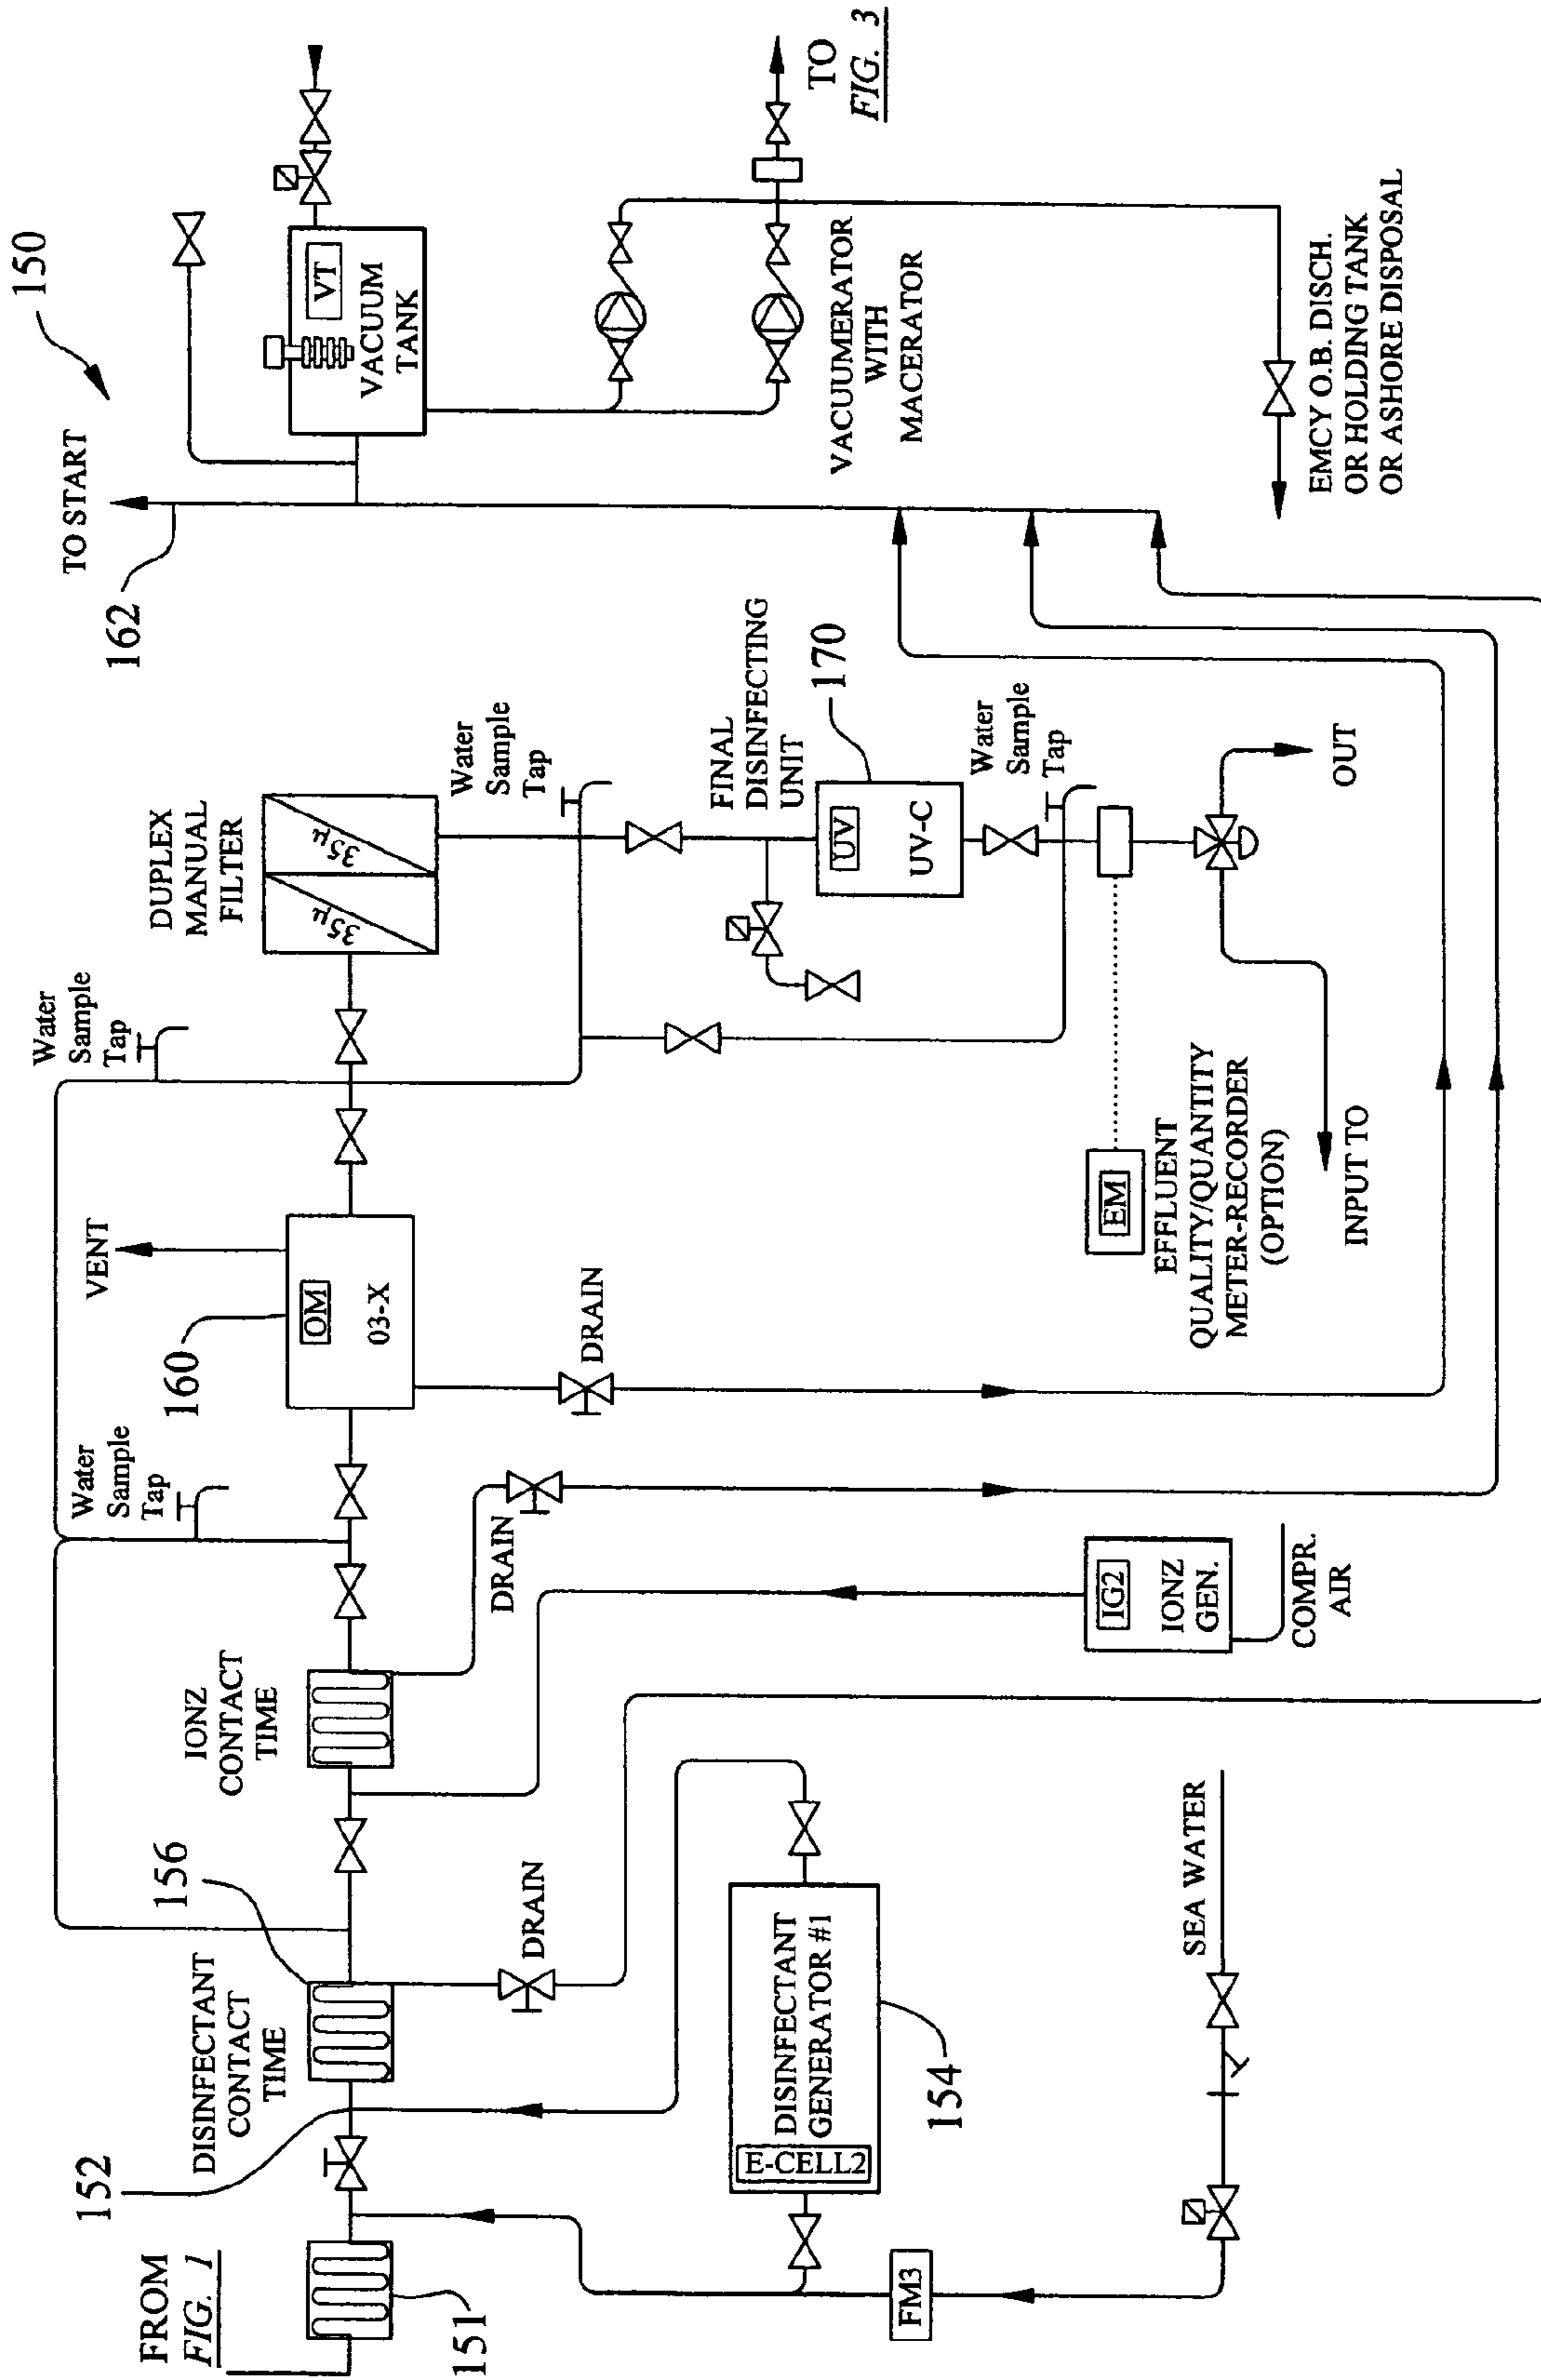 150
TO START
162
VT
VACUUM
TANK
TO
FIG. 3
VACUUMERATOR
WITH
MACERATOR
EMCY O.B. DISCH.
OR HOLDING TANK
OR ASHORE DISPOSAL
DUPLEX
MANUAL
FILTER
35μ
35μ
Water
Sample
Tap
FINAL
DISINFECTING
UNIT
170
UV
UV-C
Water
Sample
Tap
OUT
INPUT TO
EM
EFFLUENT
QUALITY/QUANTITY
METER-RECORDER
(OPTION)
Water
Sample
Tap
VENT
160
OM
03-X
DRAIN
Water
Sample
Tap
DRAIN
IONZ
CONTACT
TIME
IG2
IONZ
GEN.
COMPR.
AIR
156
DISINFECTANT
CONTACT
TIME
DRAIN
152
E-CELL2
DISINFECTANT
GENERATOR #1
154
SEA WATER
FM3
FROM
FIG. 1
151